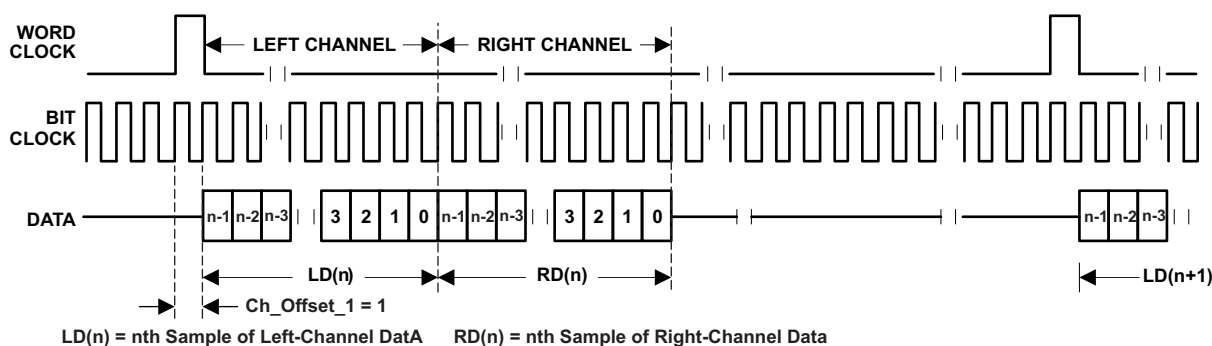 WORD
CLOCK
LEFT CHANNEL
RIGHT CHANNEL
BIT
CLOCK
DATA
n-1 n-2 n-3 3 2 1 0 n-1 n-2 n-3 3 2 1 0 n-1 n-2 n-3
LD(n) RD(n) LD(n+1)
Ch_Offset_1 = 1
LD(n) = nth Sample of Left-Channel DatA RD(n) = nth Sample of Right-Channel Data